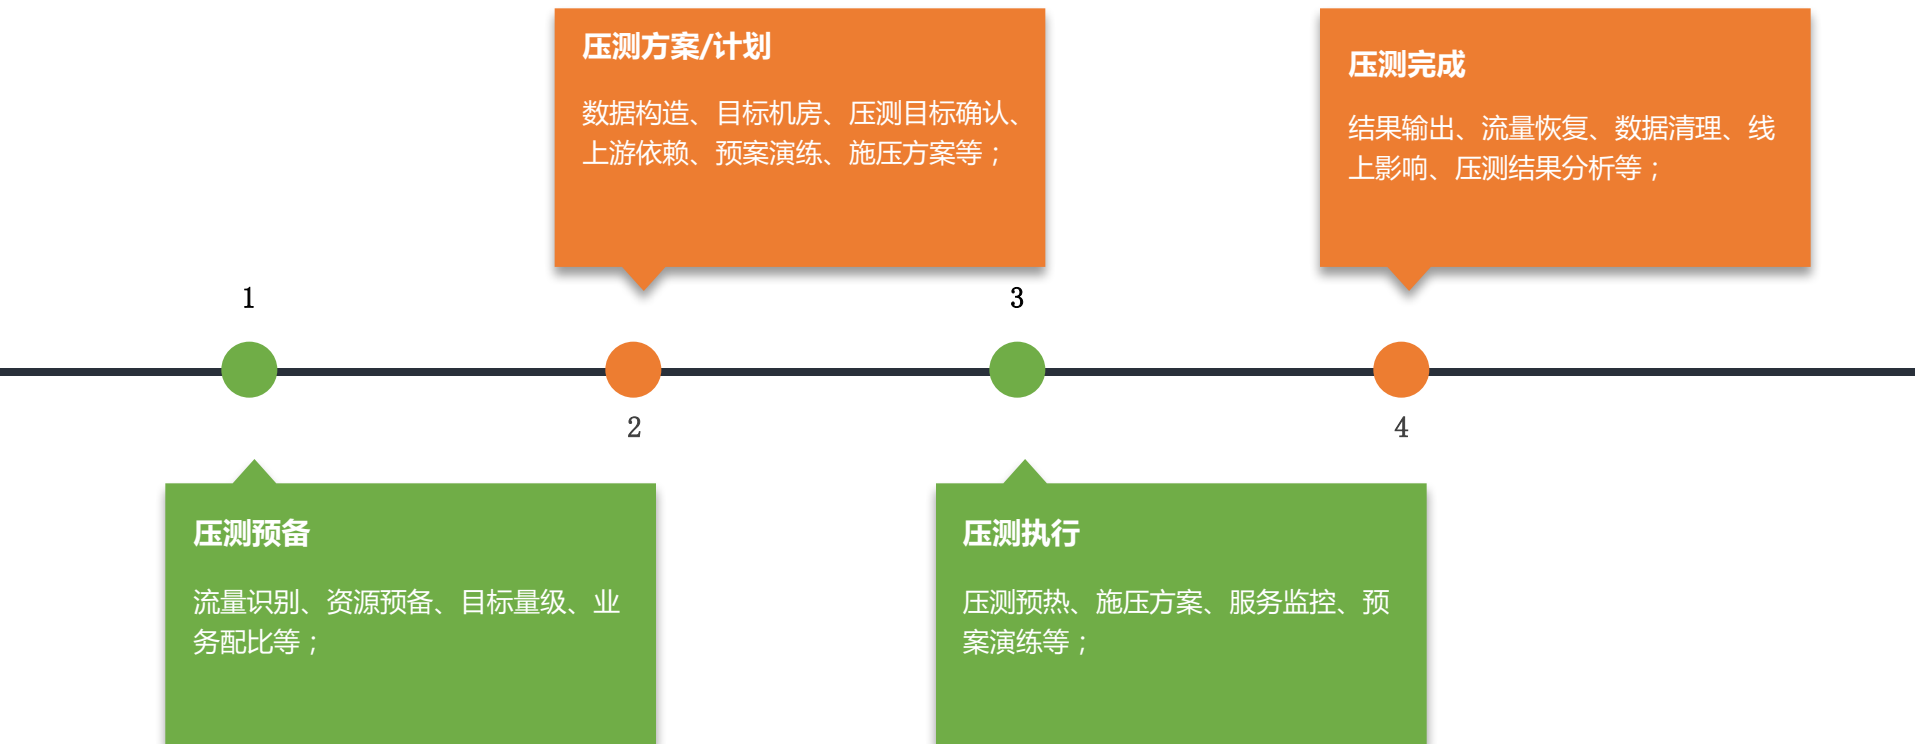 压测方案/计划
数据构造、目标机房、压测目标确认、
上游依赖、预案演练、施压方案等；
压测完成
结果输出、流量恢复、数据清理、线
上影响、压测结果分析等；
1
3
2
4
压测预备
流量识别、资源预备、目标量级、业
务配比等；
压测执行
压测预热、施压方案、服务监控、预
案演练等；